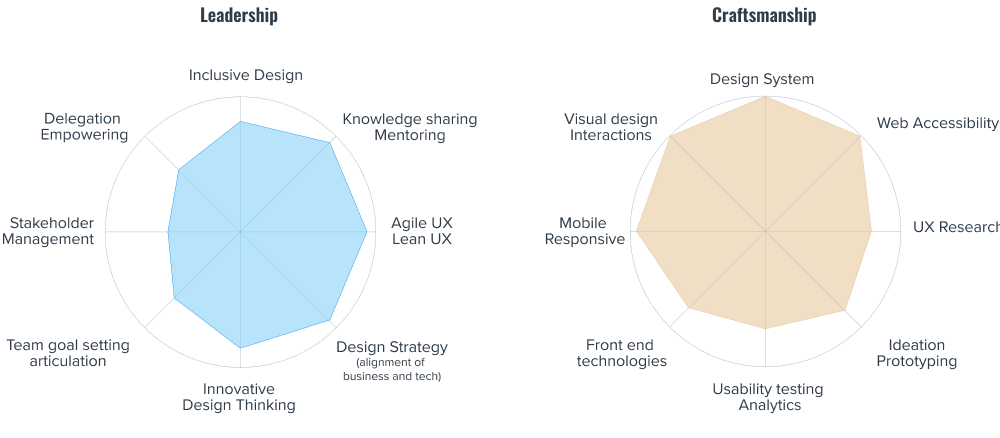 Leadership
Inclusive Design
Knowledge sharing
Mentoring
Agile UX
Lean UX
Design Strategy
(alignment of
business and tech)
Innovative
Design Thinking
Team goal setting
articulation
Stakeholder
Management
Delegation
Empowering
Craftsmanship
Design System
Web Accessibility
UX Research
Ideation
Prototyping
Usability testing
Analytics
Front end
technologies
Mobile
Responsive
Visual design
Interactions